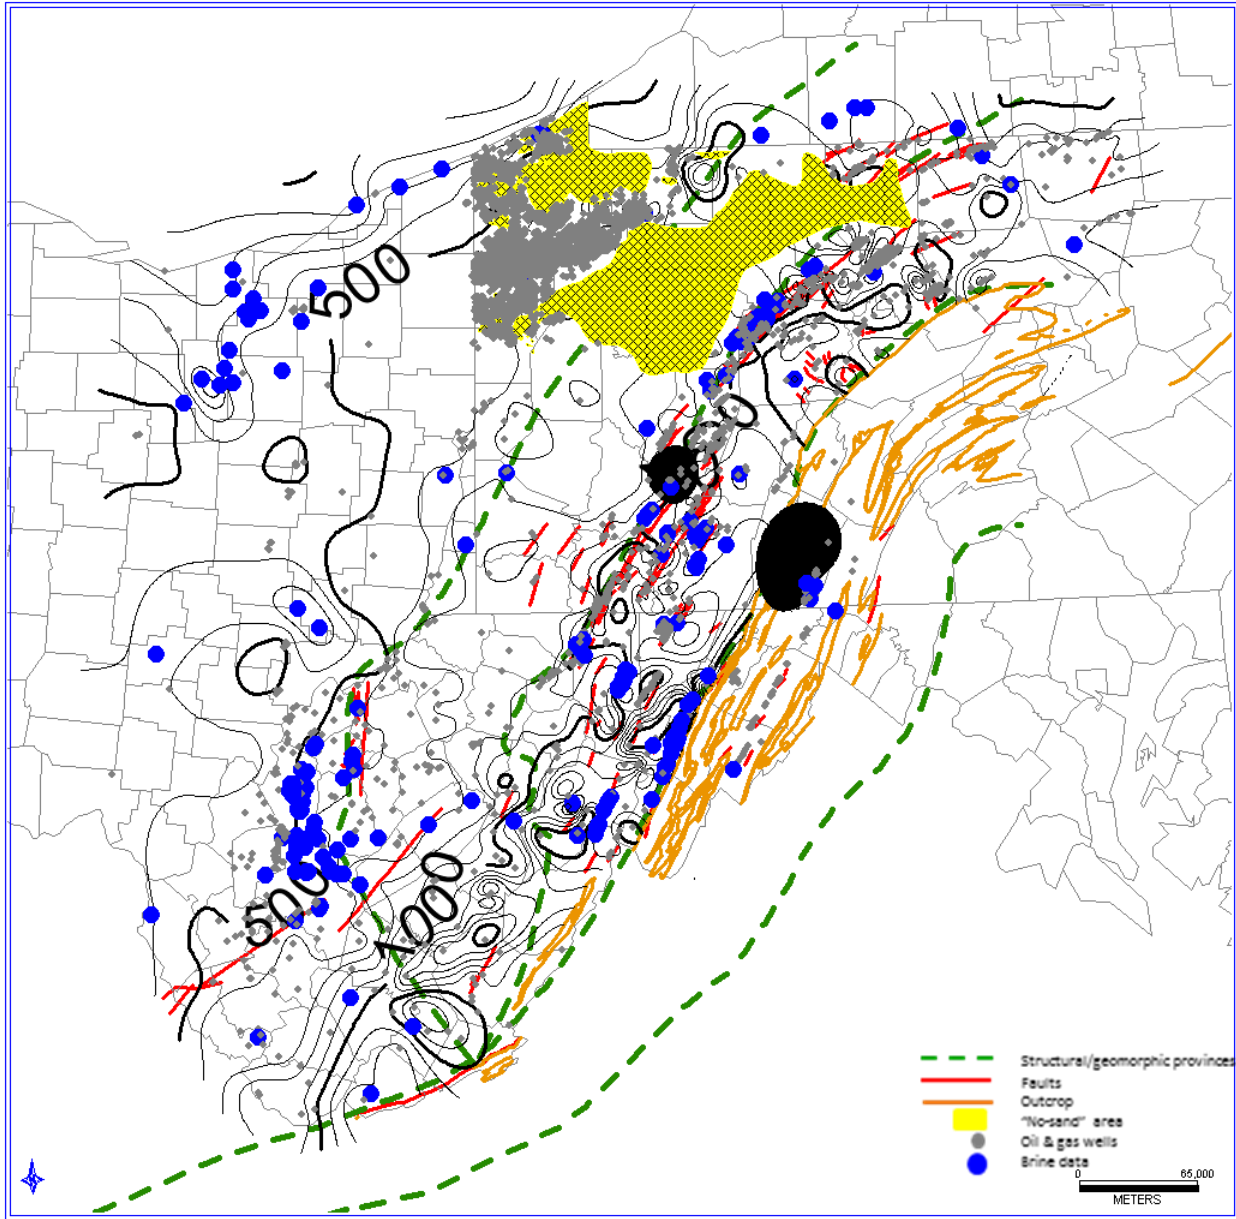 500
0
500
1000
Structural/geomorphic provinces
Faults
Outcrop
"No-sand" area
Oil & gas wells
Brine data
0 65,000
METERS